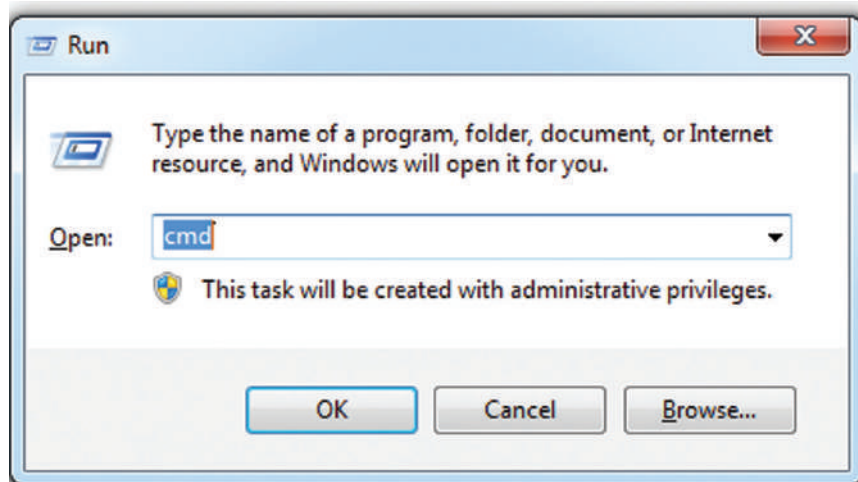 Run
Type the name of a program, folder, document, or Internet
resource, and Windows will open it for you.
Open:
cmd
This task will be created with administrative privileges.
OK
Cancel
Browse...